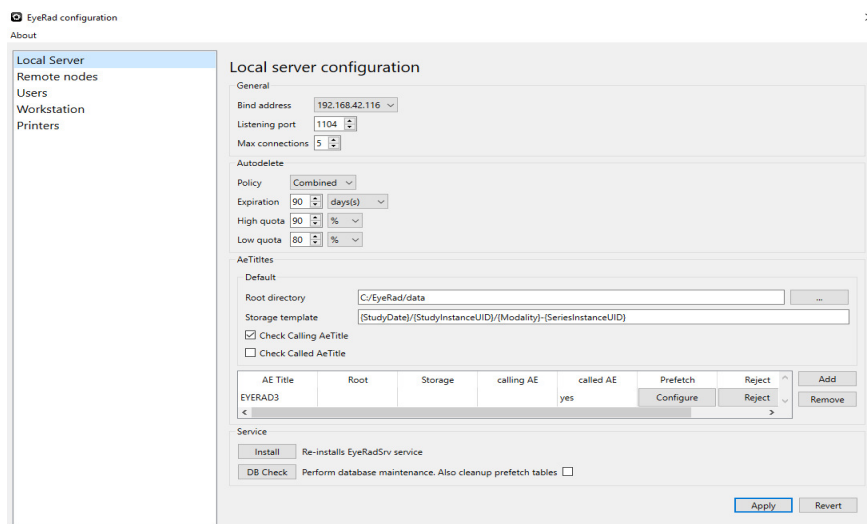 EyeRad configuration
About
Local Server
Remote nodes
Users
Workstation
Printers
Local server configuration
General
Bind address 192.168.42.116
Listening port 1104
Max connections 5
Autodelete
Policy Combined
Expiration 90 days(s)
High quota 90 %
Low quota 80 %
AeTitltes
Default
Root directory C:/EyeRad/data ...
Storage template {StudyDate}/{StudyInstanceUID}/{Modality}-{SeriesInstanceUID}
Check Calling AeTitle
Check Called AeTitle
AE Title Root Storage calling AE called AE Prefetch Reject Add
EYERAD3 yes Configure Reject Remove
Service
Install Re-installs EyeRadSrv service
DB Check Perform database maintenance. Also cleanup prefetch tables
Apply Revert